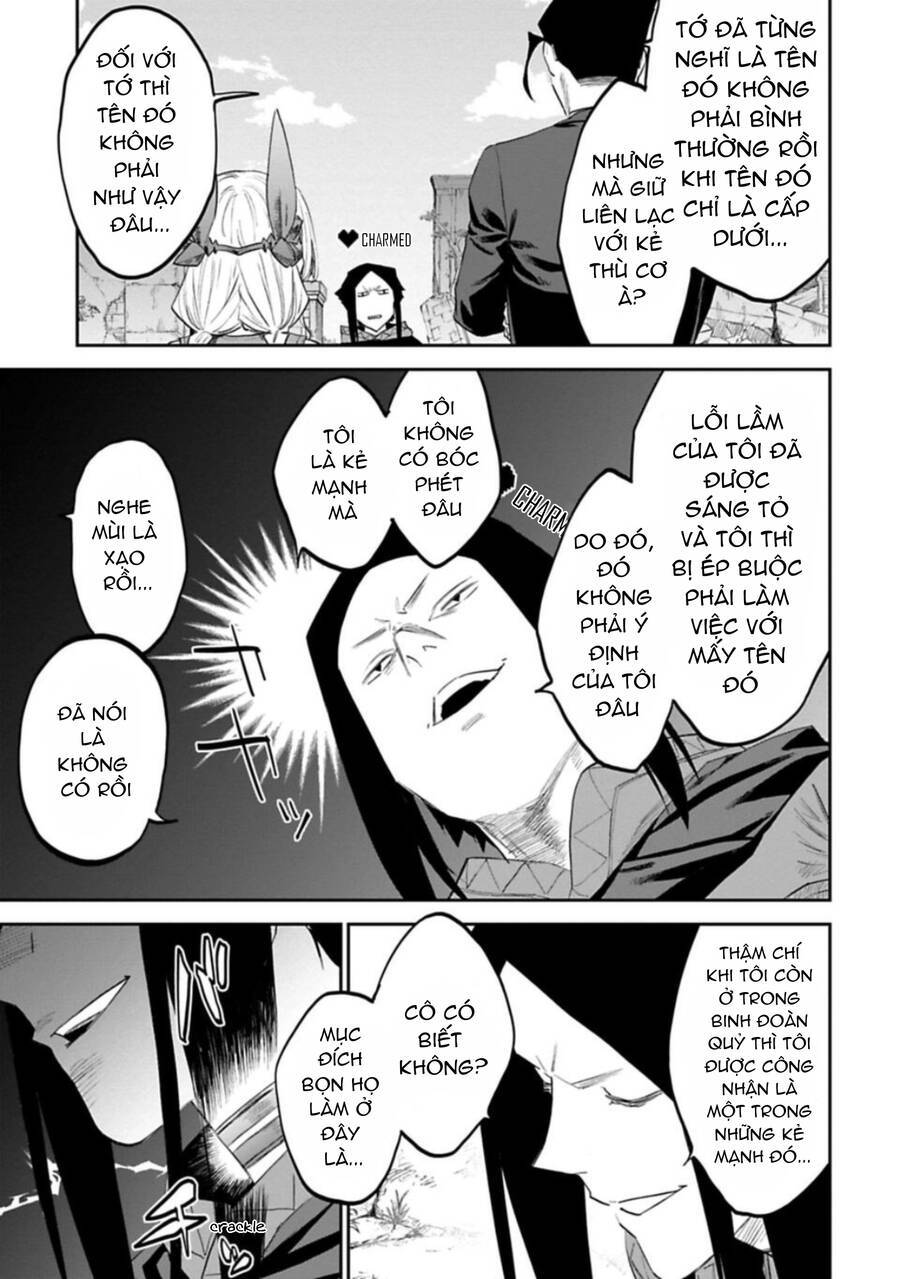 TỚ ĐÃ TỪNG
NGHĨ LÀ TÊN
ĐÓ KHÔNG
PHẢI BÌNH
THƯỜNG RỒI
KHI TÊN ĐÓ
CHỈ LÀ CẤP
DƯỚI...
NHƯNG
MÀ GIỮ
LIÊN LẠC
VỚI KẺ
THÙ CƠ
À?
ĐỐI VỚI
TỚ THÌ
TÊN ĐÓ
KHÔNG
PHẢI
NHƯ VẬY
ĐÂU...
CHARMED
LỖI LẦM
CỦA TÔI ĐÃ
ĐƯỢC
SÁNG TỎ
VÀ TÔI THÌ
BỊ ÉP BUỘC
PHẢI LÀM
VIỆC VỚI
MẤY TÊN
ĐÓ
DO ĐÓ,
ĐÓ
KHÔNG
PHẢI Ý
ĐỊNH
CỦA TÔI
ĐÂU
CHARM
TÔI
KHÔNG
CÓ BÓC
PHÉT
ĐÂU
TÔI
LÀ KẺ
MẠNH
MÀ
NGHE
MÙI LÀ
XẠO
RỒI...
ĐÃ NÓI
LÀ
KHÔNG
CÓ RỒI
THẬM CHÍ
KHI TÔI CÒN
Ở TRONG
BINH ĐOÀN
QUỶ THÌ TÔI
ĐƯỢC CÔNG
NHẬN LÀ
MỘT TRONG
NHỮNG KẺ
MẠNH ĐÓ...
CÔ CÓ
BIẾT
KHÔNG?
MỤC
ĐÍCH
BỌN HỌ
LÀM Ở
ĐÂY
LÀ...
crackle